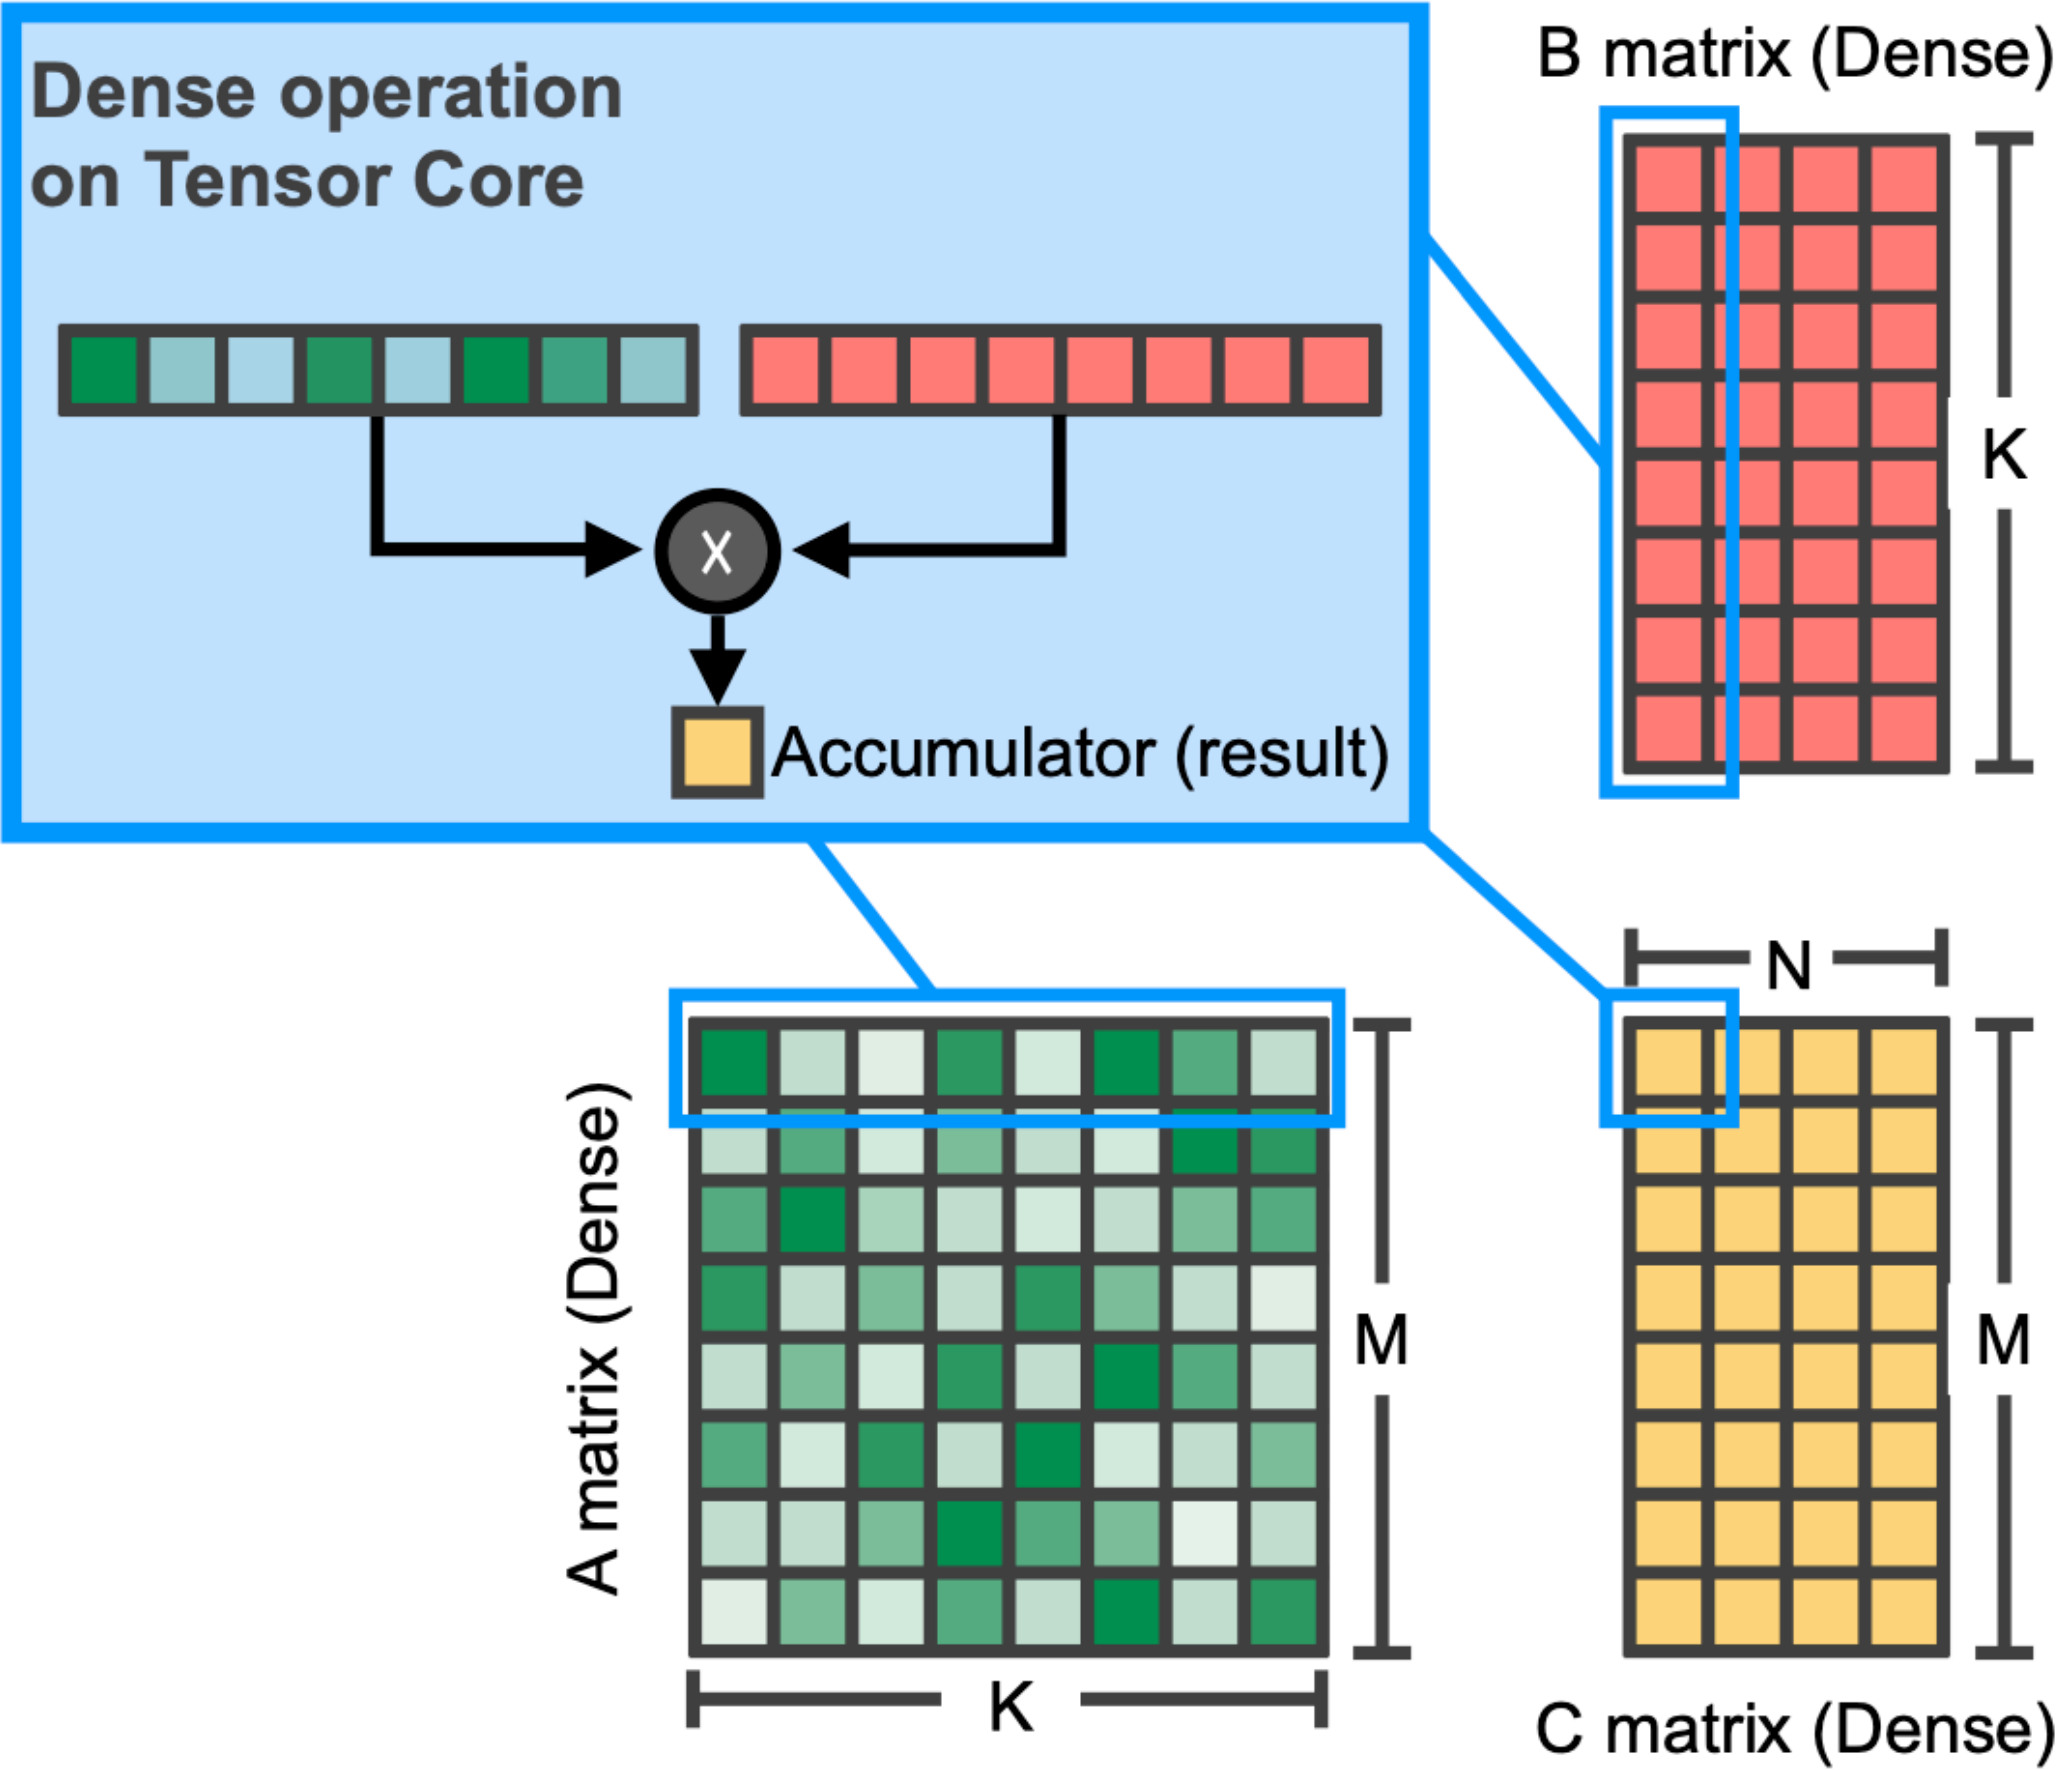 Dense operation
on Tensor Core
X
Accumulator (result)
B matrix (Dense)
K
A matrix (Dense)
M
K
N
M
C matrix (Dense)